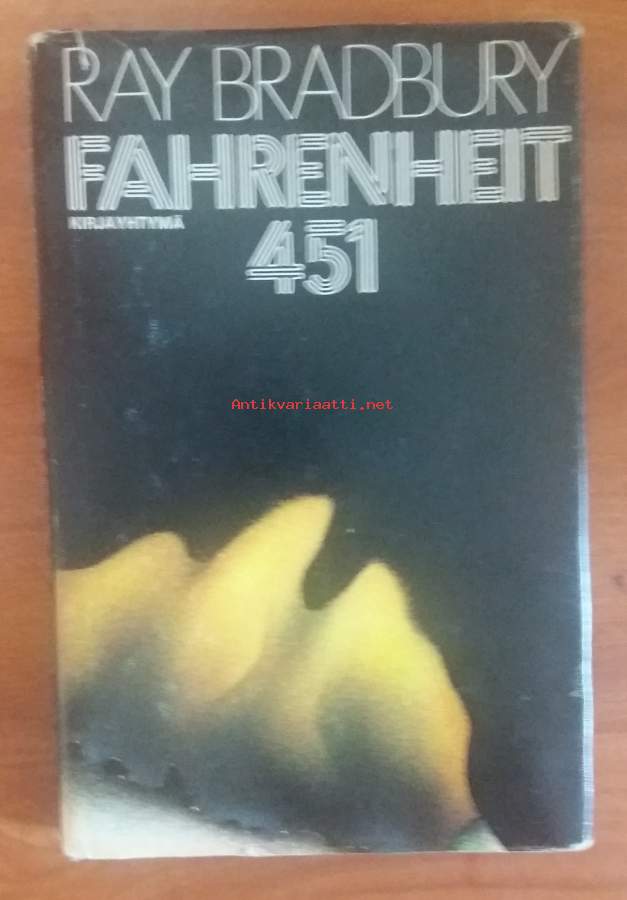 RAY BRADBURY
FAHRENHEIT
KIRJAYHTYMÄ
451
Antikvariaatti.net